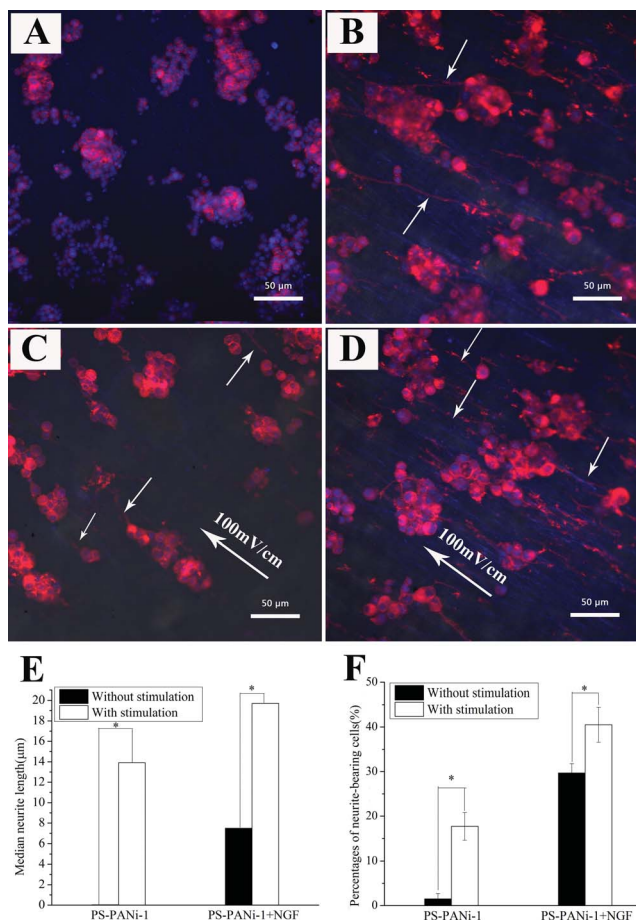 A
B
50 µm
50 µm
C
D
100mV/cm
100mV/cm
50 µm
50 µm
E
Without stimulation
With stimulation
*
*
Median neurite length(µm)
20
18
16
14
12
10
8
6
4
2
0
PS-PANi-1
PS-PANi-1+NGF
F
Without stimulation
With stimulation
*
*
Percentages of neurite-bearing cells(%)
50
40
30
20
10
0
PS-PANi-1
PS-PANi-1+NGF